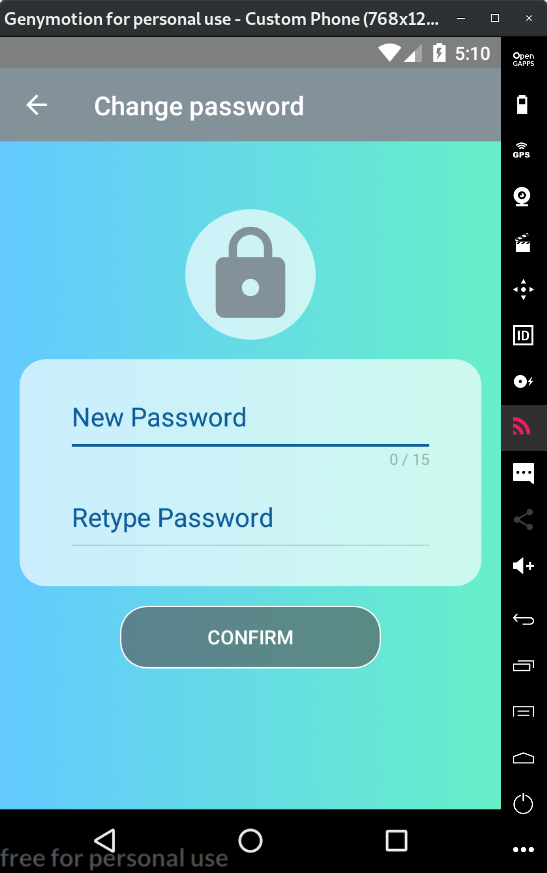 Genymotion for personal use - Custom Phone (768x12...
5:10
Open
GAPPS
Change password
GPS
ID
New Password
0 / 15
Retype Password
CONFIRM
free for personal use